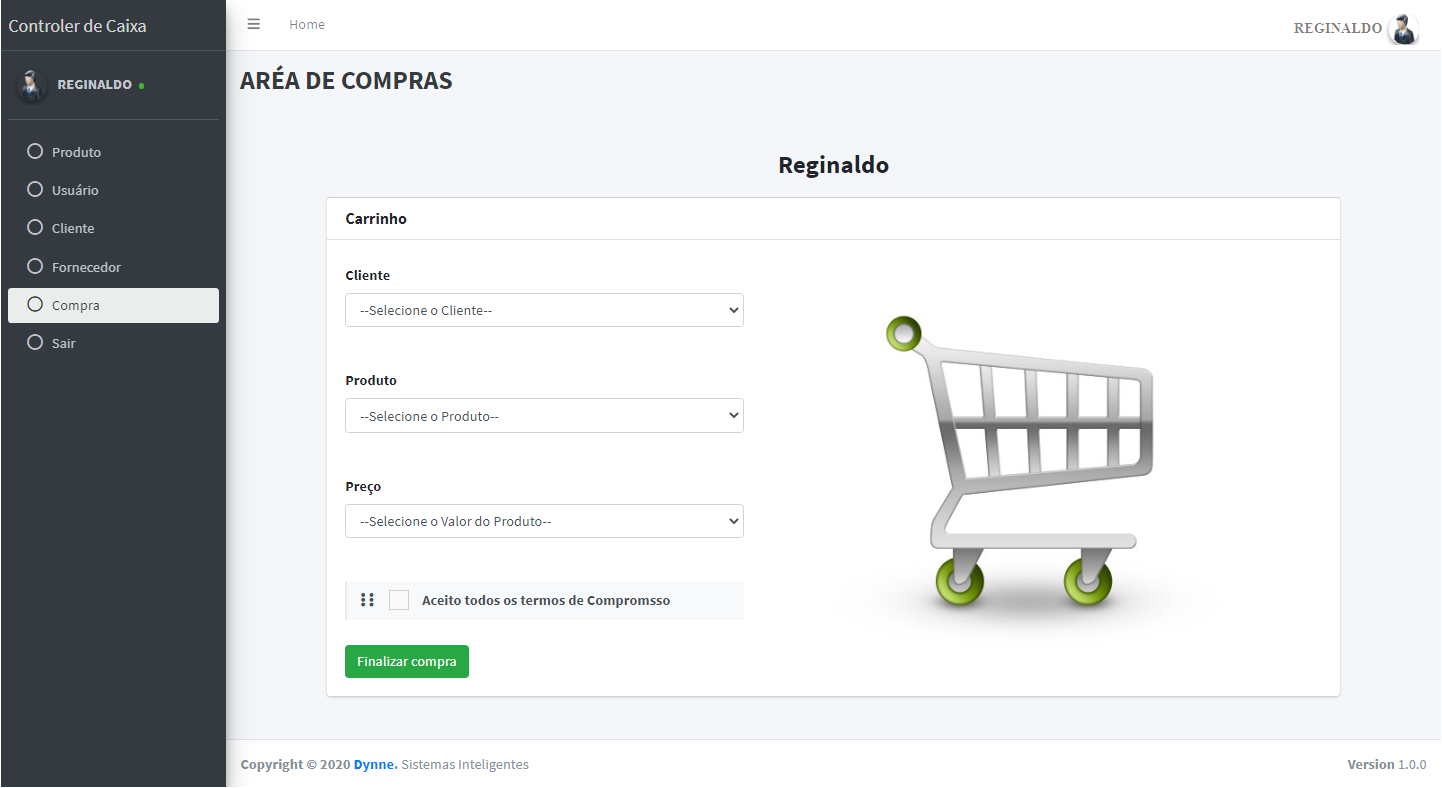 Controler de Caixa
Home
REGINALDO
REGINALDO
Produto
Usuário
Cliente
Fornecedor
Compra
Sair
ARÉA DE COMPRAS
Reginaldo
Carrinho
Cliente
--Selecione o Cliente--
Produto
--Selecione o Produto--
Preço
--Selecione o Valor do Produto--
Aceito todos os termos de Compromsso
Finalizar compra
Copyright © 2020 Dynne. Sistemas Inteligentes
Version 1.0.0